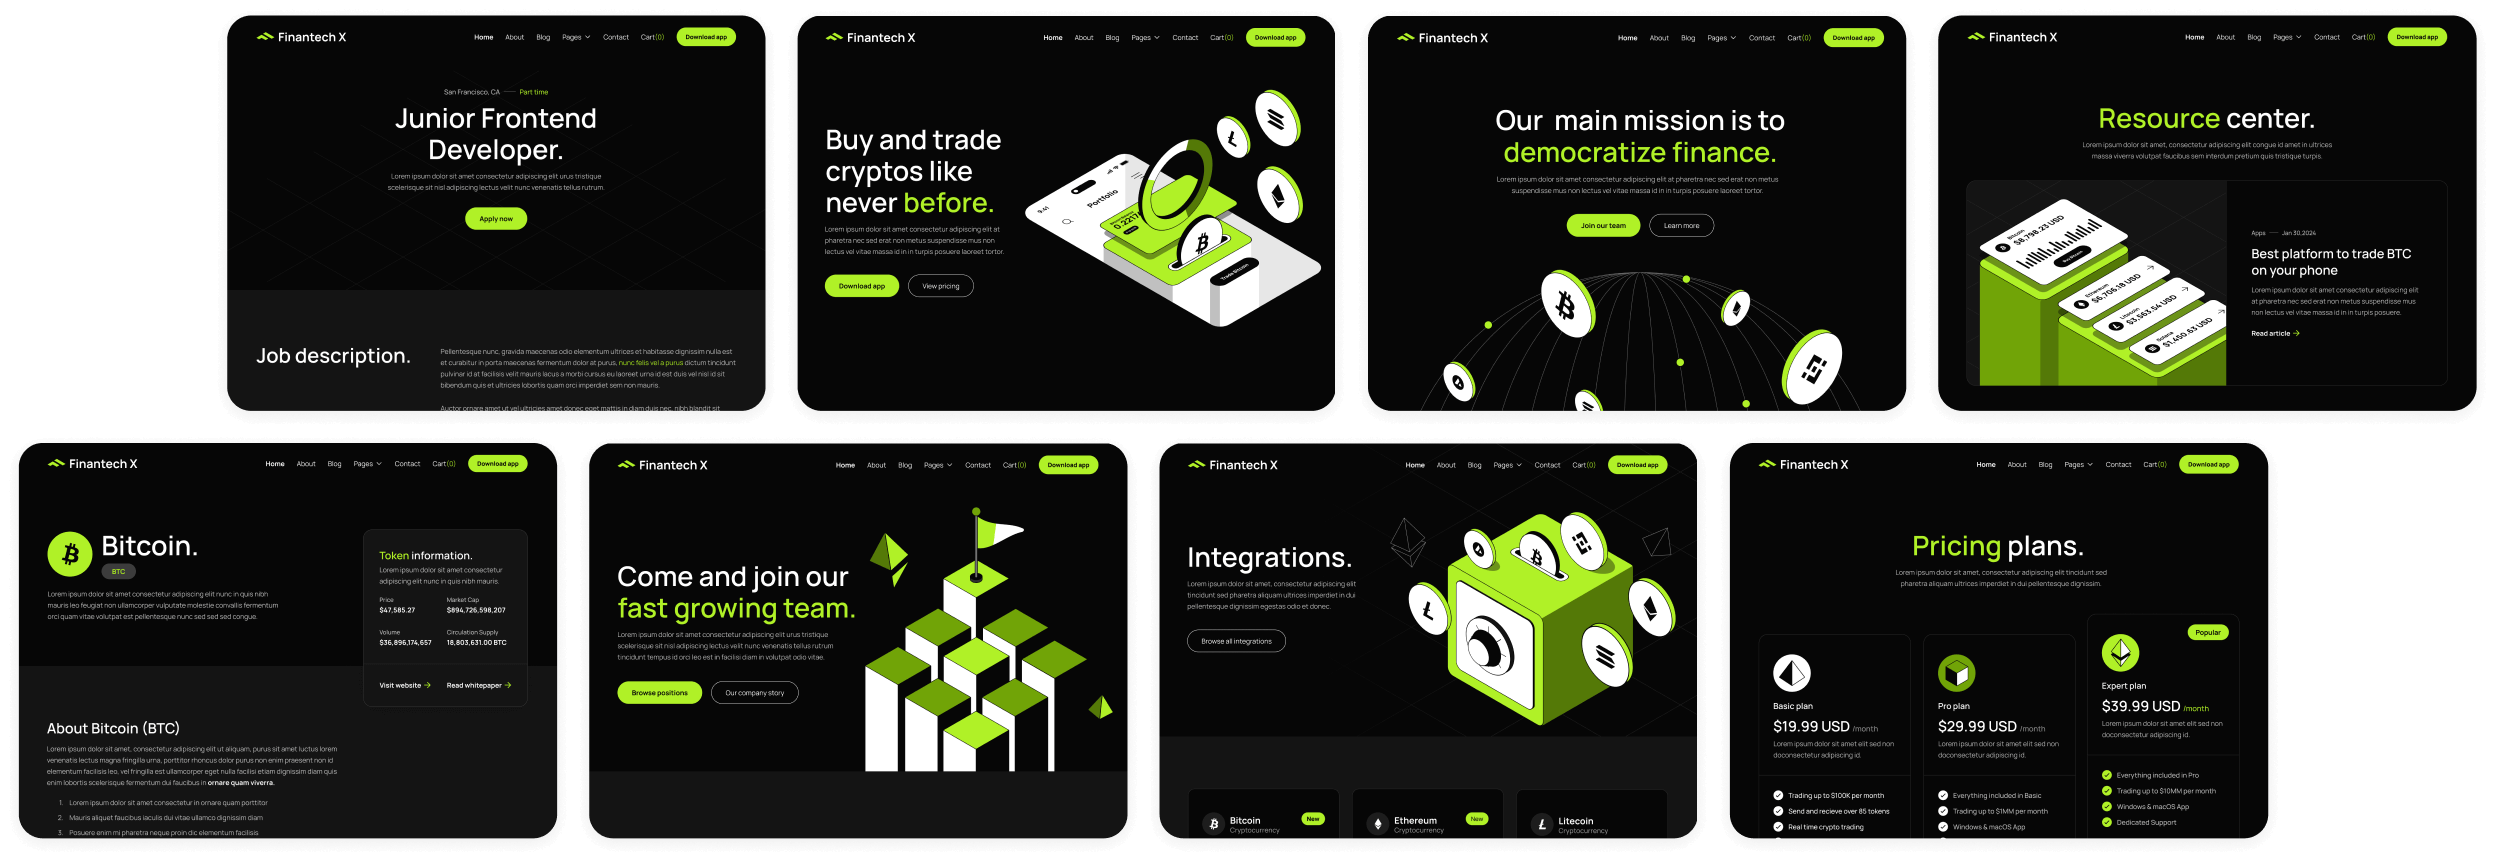 Finantech X
Home About Blog Pages Contact Cart(0) Download app
San Francisco, CA — Part time
Junior Frontend
Developer.
Lorem ipsum dolor sit amet consectetur adipiscing elit urus tristique
scelerisque sit nisl adipiscing lectus velit nunc venenatis tellus rutrum.
Apply now
Job description.
Pellentesque nunc, gravida maecenas odio elementum ultrices et habitasse dignissim nulla est
et curabitur in porta maecenas fermentum dolor at purus, nunc felis vel a purus dictum tincidunt
pulvinar id at facilisis velit mauris lacus a morbi cursus eu laoreet urna id est duis vel nisl id sit
bibendum quis et ultricies lobortis quam orci imperdiet sem non mauris.
Auctor ornare amet ut vel ultricies amet donec eget mattis in diam duis nec, nibh blandit sit
Finantech X
Home About Blog Pages Contact Cart(0) Download app
Buy and trade
cryptos like
never before.
Lorem ipsum dolor sit amet consectetur adipiscing elit at
pharetra nec sed erat non metus suspendisse mus non
lectus vel vitae massa id in in turpis posuere laoreet tortor.
Download app
View pricing
9:41
Portfolio
Trade Bitcoin
Finantech X
Home About Blog Pages Contact Cart(0) Download app
Our main mission is to
democratize finance.
Lorem ipsum dolor sit amet consectetur adipiscing elit at pharetra nec sed erat non metus
suspendisse mus non lectus vel vitae massa id in in turpis posuere laoreet tortor.
Join our team
Learn more
Finantech X
Home About Blog Pages Contact Cart(0) Download app
Resource center.
Lorem ipsum dolor sit amet, consectetur adipiscing elit congue id amet in ultrices
massa viverra volutpat faucibus sem interdum pretium quis tristique turpis.
Bitcoin
$8,798.23 USD
Buy Bitcoin
Ethereum
$6,706.18 USD
Litecoin
$3,563.54 USD
Solana
$1,450.63 USD
Apps — Jan 30, 2024
Best platform to trade BTC
on your phone
Lorem ipsum dolor sit amet consectetur adipiscing elit
at pharetra nec sed erat non metus suspendisse mus
non lectus vel vitae massa id in in turpis posuere.
Read article
Finantech X
Home About Blog Pages Contact Cart(0) Download app
Bitcoin.
BTC
Lorem ipsum dolor sit amet consectetur adipiscing elit nunc in quis nibh
mauris leo feugiat non ullamcorper vulputate molestie convallis fermentum
orci quam vitae volutpat est pellentesque nunc sed sed sed congue.
Token information.
Lorem ipsum dolor sit amet consectetur
adipiscing elit nunc in quis nibh mauris.
Price Market Cap
$47,585.27 $894,726,598,207
Volume Circulation Supply
$36,896,174,657 18,803,631.00 BTC
Visit website Read whitepaper
About Bitcoin (BTC)
Lorem ipsum dolor sit amet, consectetur adipiscing elit ut aliquam, purus sit amet luctus lorem
venenatis lectus magna fringilla urna, porttitor rhoncus dolor purus non enim praesent non id
elementum facilisis leo, vel fringilla est ullamcorper eget nulla facilisi etiam dignissim diam quis
enim lobortis scelerisque fermentum dui faucibus in ornare quam viverra.
1. Lorem ipsum dolor sit amet consectetur in ornare quam porttitor
2. Mauris aliquet faucibus iaculis dui vitae ullamco dignissim diam
3. Posuere enim mi pharetra neque proin dic elementum facilisis
Finantech X
Home About Blog Pages Contact Cart(0) Download app
Come and join our
fast growing team.
Lorem ipsum dolor sit amet consectetur adipiscing elit urus tristique
scelerisque sit nisl adipiscing lectus velit nunc venenatis tellus rutrum
tincidunt tempus id orci leo est in facilisi diam in volutpat odio vitae.
Browse positions
Our company story
Finantech X
Home About Blog Pages Contact Cart(0) Download app
Integrations.
Lorem ipsum dolor sit amet consectetur adipiscing elit
tincidunt sed pharetra aliquam ultrices imperdiet in dui
pellentesque dignissim egestas odio et donec.
Browse all integrations
Bitcoin New
Cryptocurrency
Ethereum New
Cryptocurrency
Litecoin
Cryptocurrency
Finantech X
Home About Blog Pages Contact Cart(0) Download app
Pricing plans.
Lorem ipsum dolor sit amet, consectetur adipiscing elit tincidunt sed
pharetra aliquam ultrices imperdiet in dui pellentesque dignissim.
Basic plan
$19.99 USD /month
Lorem ipsum dolor sit amet elit sed non
doconsectetur adipiscing id.
Trading up to $100K per month
Send and recieve over 85 tokens
Real time crypto trading
Pro plan
$29.99 USD /month
Lorem ipsum dolor sit amet elit sed non
doconsectetur adipiscing id.
Everything included in Basic
Trading up to $1MM per month
Windows & macOS App
Popular
Expert plan
$39.99 USD /month
Lorem ipsum dolor sit amet elit sed non
doconsectetur adipiscing id.
Everything included in Pro
Trading up to $10MM per month
Windows & macOS App
Dedicated Support